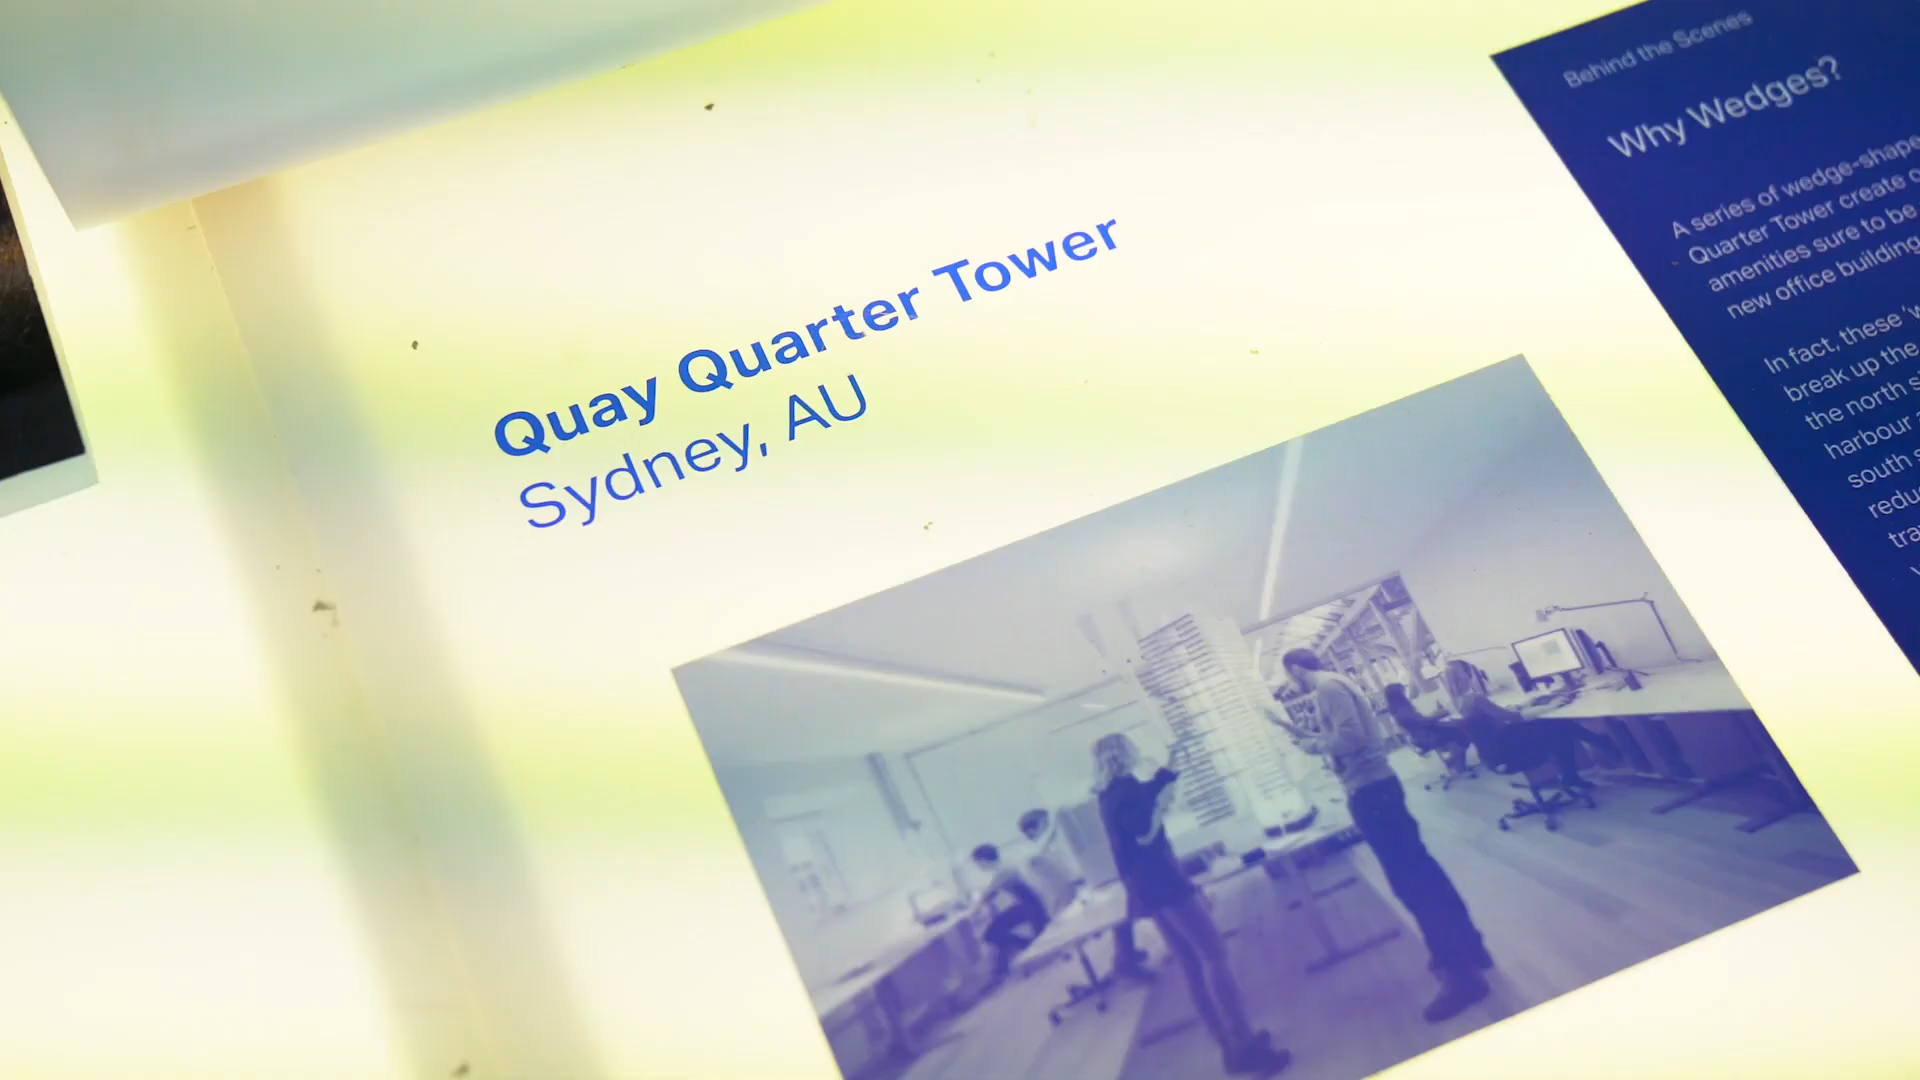 Quay Quarter Tower
Sydney, AU
Behind the Scenes
Why Wedges?
A series of wedge-shape
Quarter Tower create
amenities sure to be
new office building
In fact, these
break up the
the north
harbour
south